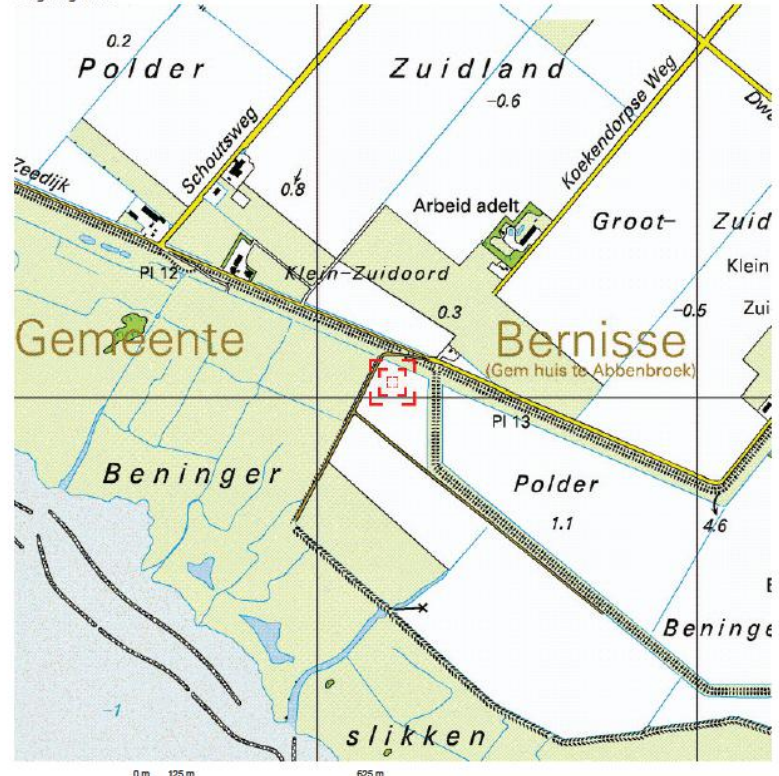 0.2
Polder
Zuidland
-0.6
Schoutsweg
Koekendorpse Weg
Zeedijk
0.8
Arbeid adelt
Groot-
Zuid
Klein
Pl 12
Klein-Zuidoord
0.3
-0.5
Zui
Gemeente
Bernisse
(Gem huis te Abbenbroek)
Pl 13
Beninger
Polder
1.1
4.6
Beninge
-1
slikken
0 m 125 m 625 m